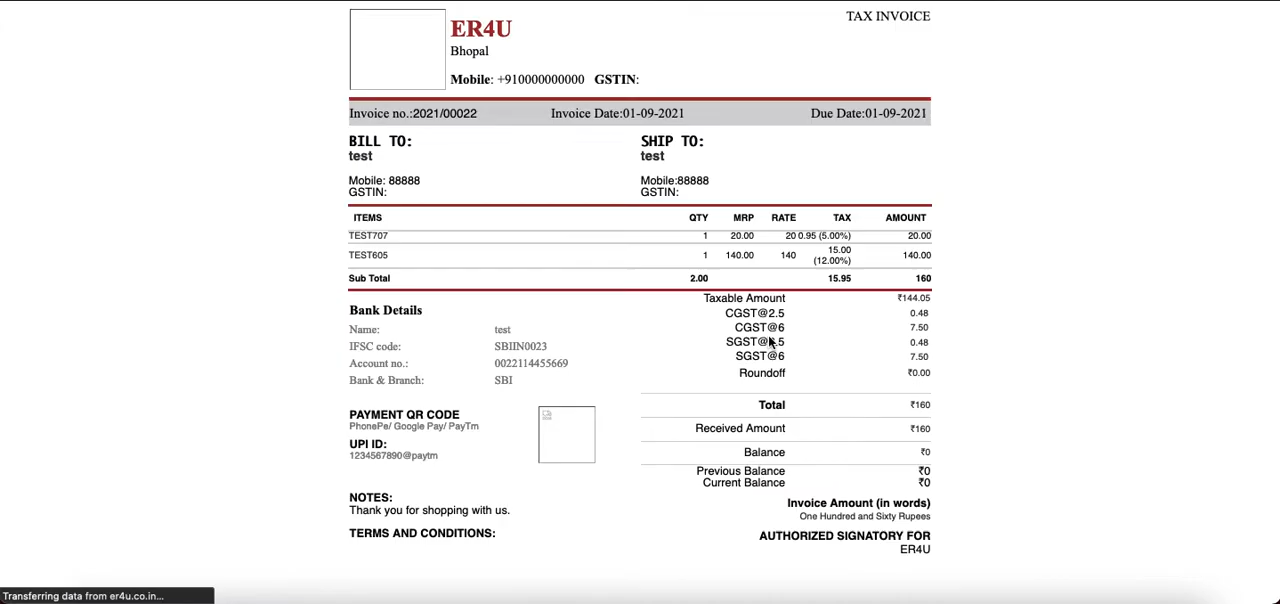 TAX INVOICE
ER4U
Bhopal
Mobile: +910000000000 GSTIN:
Invoice no.:2021/00022 Invoice Date:01-09-2021 Due Date:01-09-2021
BILL TO: SHIP TO:
test test
Mobile: 88888 Mobile:88888
GSTIN: GSTIN:
ITEMS QTY MRP RATE TAX AMOUNT
TEST707 1 20.00 20 0.95 (5.00%) 20.00
TEST605 1 140.00 140 15.00 (12.00%) 140.00
Sub Total 2.00 15.95 160
Taxable Amount ₹144.05
CGST@2.5 0.48
CGST@6 7.50
SGST@ .5 0.48
SGST@6 7.50
Roundoff ₹0.00
Total ₹160
Received Amount ₹160
Balance ₹0
Previous Balance ₹0
Current Balance ₹0
Invoice Amount (in words)
One Hundred and Sixty Rupees
AUTHORIZED SIGNATORY FOR
ER4U
Bank Details
Name: test
IFSC code: SBIIN0023
Account no.: 0022114455669
Bank & Branch: SBI
PAYMENT QR CODE
PhonePe/ Google Pay/ PayTm
UPI ID:
1234567890@paytm
NOTES:
Thank you for shopping with us.
TERMS AND CONDITIONS:
Transferring data from er4u.co.in...